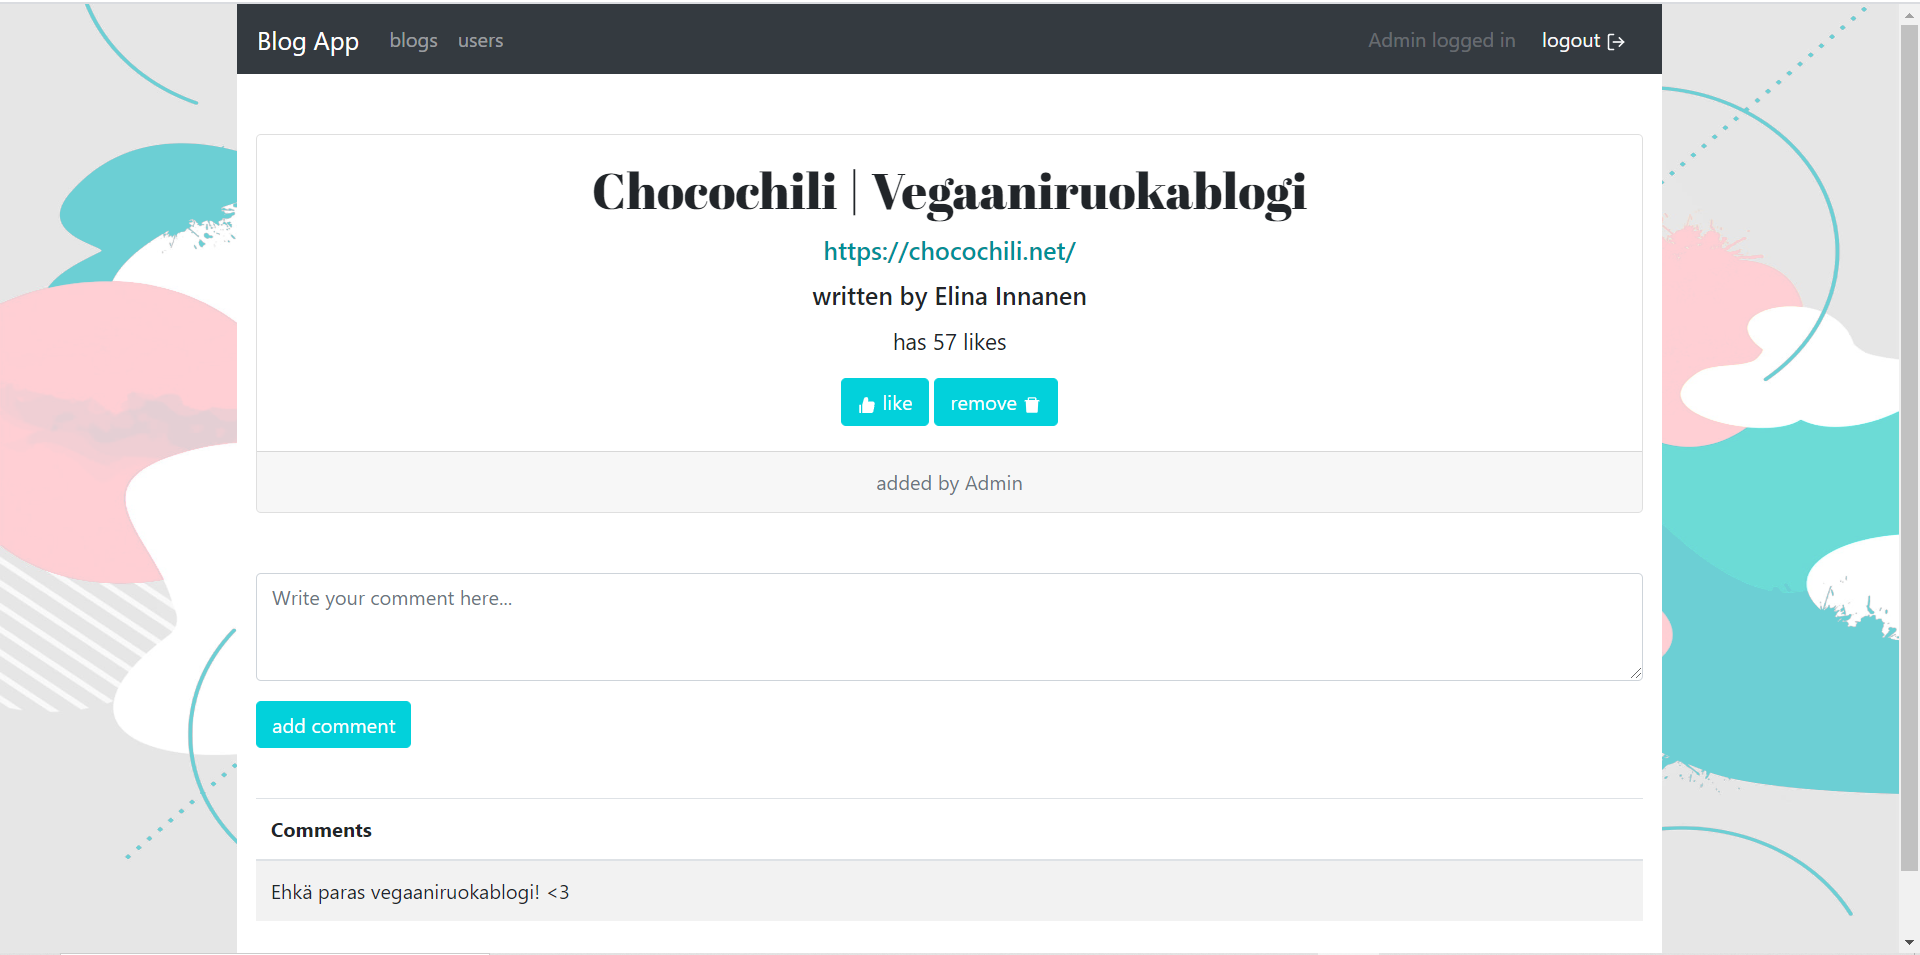 Blog App blogs users Admin logged in logout
Chocochili | Vegaaniruokablogi
https://chocochili.net/
written by Elina Innanen
has 57 likes
like remove
added by Admin
Write your comment here...
add comment
Comments
Ehkä paras vegaaniruokablogi! <3